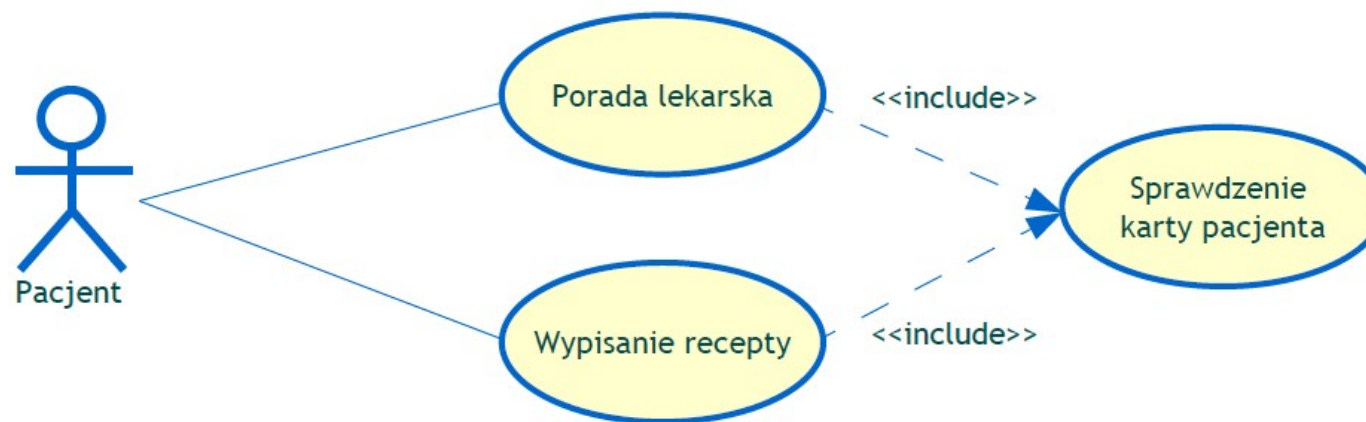 Porada lekarska
<<include>>
Sprawdzenie
karty pacjenta
Pacjent
Wypisanie recepty
<<include>>